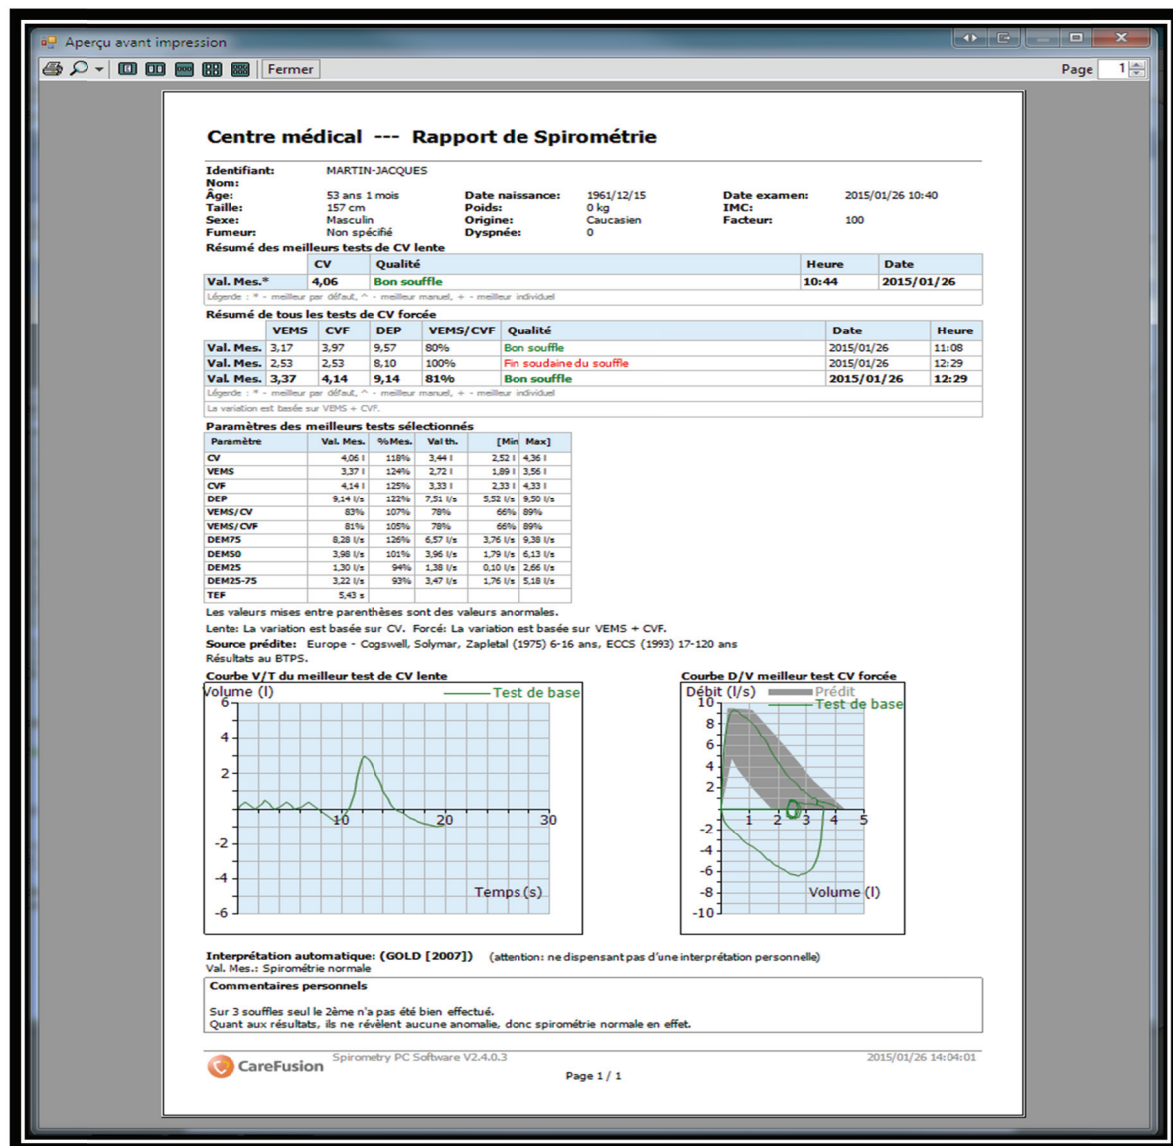 Aperçu avant impression
Fermer
Page 1
Centre médical --- Rapport de Spirométrie
Identifiant: MARTIN-JACQUES
Nom:
Âge: 53 ans 1 mois Date naissance: 1961/12/15 Date examen: 2015/01/26 10:40
Taille: 157 cm Poids: 0 kg IMC:
Sexe: Masculin Origine: Caucasien Facteur: 100
Fumeur: Non spécifié Dyspnée: 0
Résumé des meilleurs tests de CV lente
CV Qualité Heure Date
Val. Mes.* 4,06 Bon souffle 10:44 2015/01/26
Légende : * - meilleur par défaut, ^ - meilleur manuel, + - meilleur individuel
Résumé de tous les tests de CV forcée
VEMS CVF DEP VEMS/CVF Qualité Date Heure
Val. Mes. 3,17 3,97 9,57 80% Bon souffle 2015/01/26 11:08
Val. Mes. 2,53 2,53 8,10 100% Fin soudaine du souffle 2015/01/26 12:29
Val. Mes. 3,37 4,14 9,14 81% Bon souffle 2015/01/26 12:29
Légende : * - meilleur par défaut, ^ - meilleur manuel, + - meilleur individuel
La variation est basée sur VEMS + CVF.
Paramètres des meilleurs tests sélectionnés
Paramètre Val. Mes. %Mes. Val th. [Min Max]
CV 4,06 l 118% 3,44 l 2,52 l 4,36 l
VEMS 3,37 l 124% 2,72 l 1,89 l 3,56 l
CVF 4,14 l 125% 3,33 l 2,33 l 4,33 l
DEP 9,14 l/s 122% 7,51 l/s 5,52 l/s 9,50 l/s
VEMS/CV 83% 107% 78% 66% 89%
VEMS/CVF 81% 105% 78% 66% 89%
DEM75 8,28 l/s 126% 6,57 l/s 3,76 l/s 9,38 l/s
DEM50 3,98 l/s 101% 3,96 l/s 1,79 l/s 6,13 l/s
DEM25 1,30 l/s 94% 1,38 l/s 0,10 l/s 2,66 l/s
DEM25-75 3,22 l/s 93% 3,47 l/s 1,76 l/s 5,18 l/s
TEF 5,43 s
Les valeurs mises entre parenthèses sont des valeurs anormales.
Lente: La variation est basée sur CV. Forcé: La variation est basée sur VEMS + CVF.
Source prédite: Europe - Cogswell, Solymar, Zapletal (1975) 6-16 ans, ECCS (1993) 17-120 ans
Résultats au BTPS.
Courbe V/T du meilleur test de CV lente
Volume (l) Test de base
6
4
2
10 20 30
-2
-4
Temps (s)
-6
Courbe D/V meilleur test CV forcée
Débit (l/s) Prédit
10 Test de base
8
6
4
2
1 2 3 4 5
-2
-4
-6
-8 Volume (l)
-10
Interprétation automatique: (GOLD [2007]) (attention: ne dispensant pas d'une interprétation personnelle)
Val. Mes.: Spirométrie normale
Commentaires personnels
Sur 3 souffles seul le 2ème n'a pas été bien effectué.
Quant aux résultats, ils ne révèlent aucune anomalie, donc spirométrie normale en effet.
CareFusion Spirometry PC Software V2.4.0.3 2015/01/26 14:04:01
Page 1 / 1